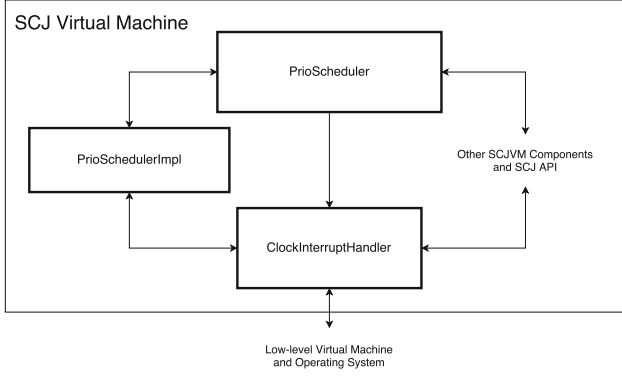 SCJ Virtual Machine
PrioScheduler
PrioSchedulerImpl
Other SCJVM Components
and SCJ API
ClockInterruptHandler
Low-level Virtual Machine
and Operating System